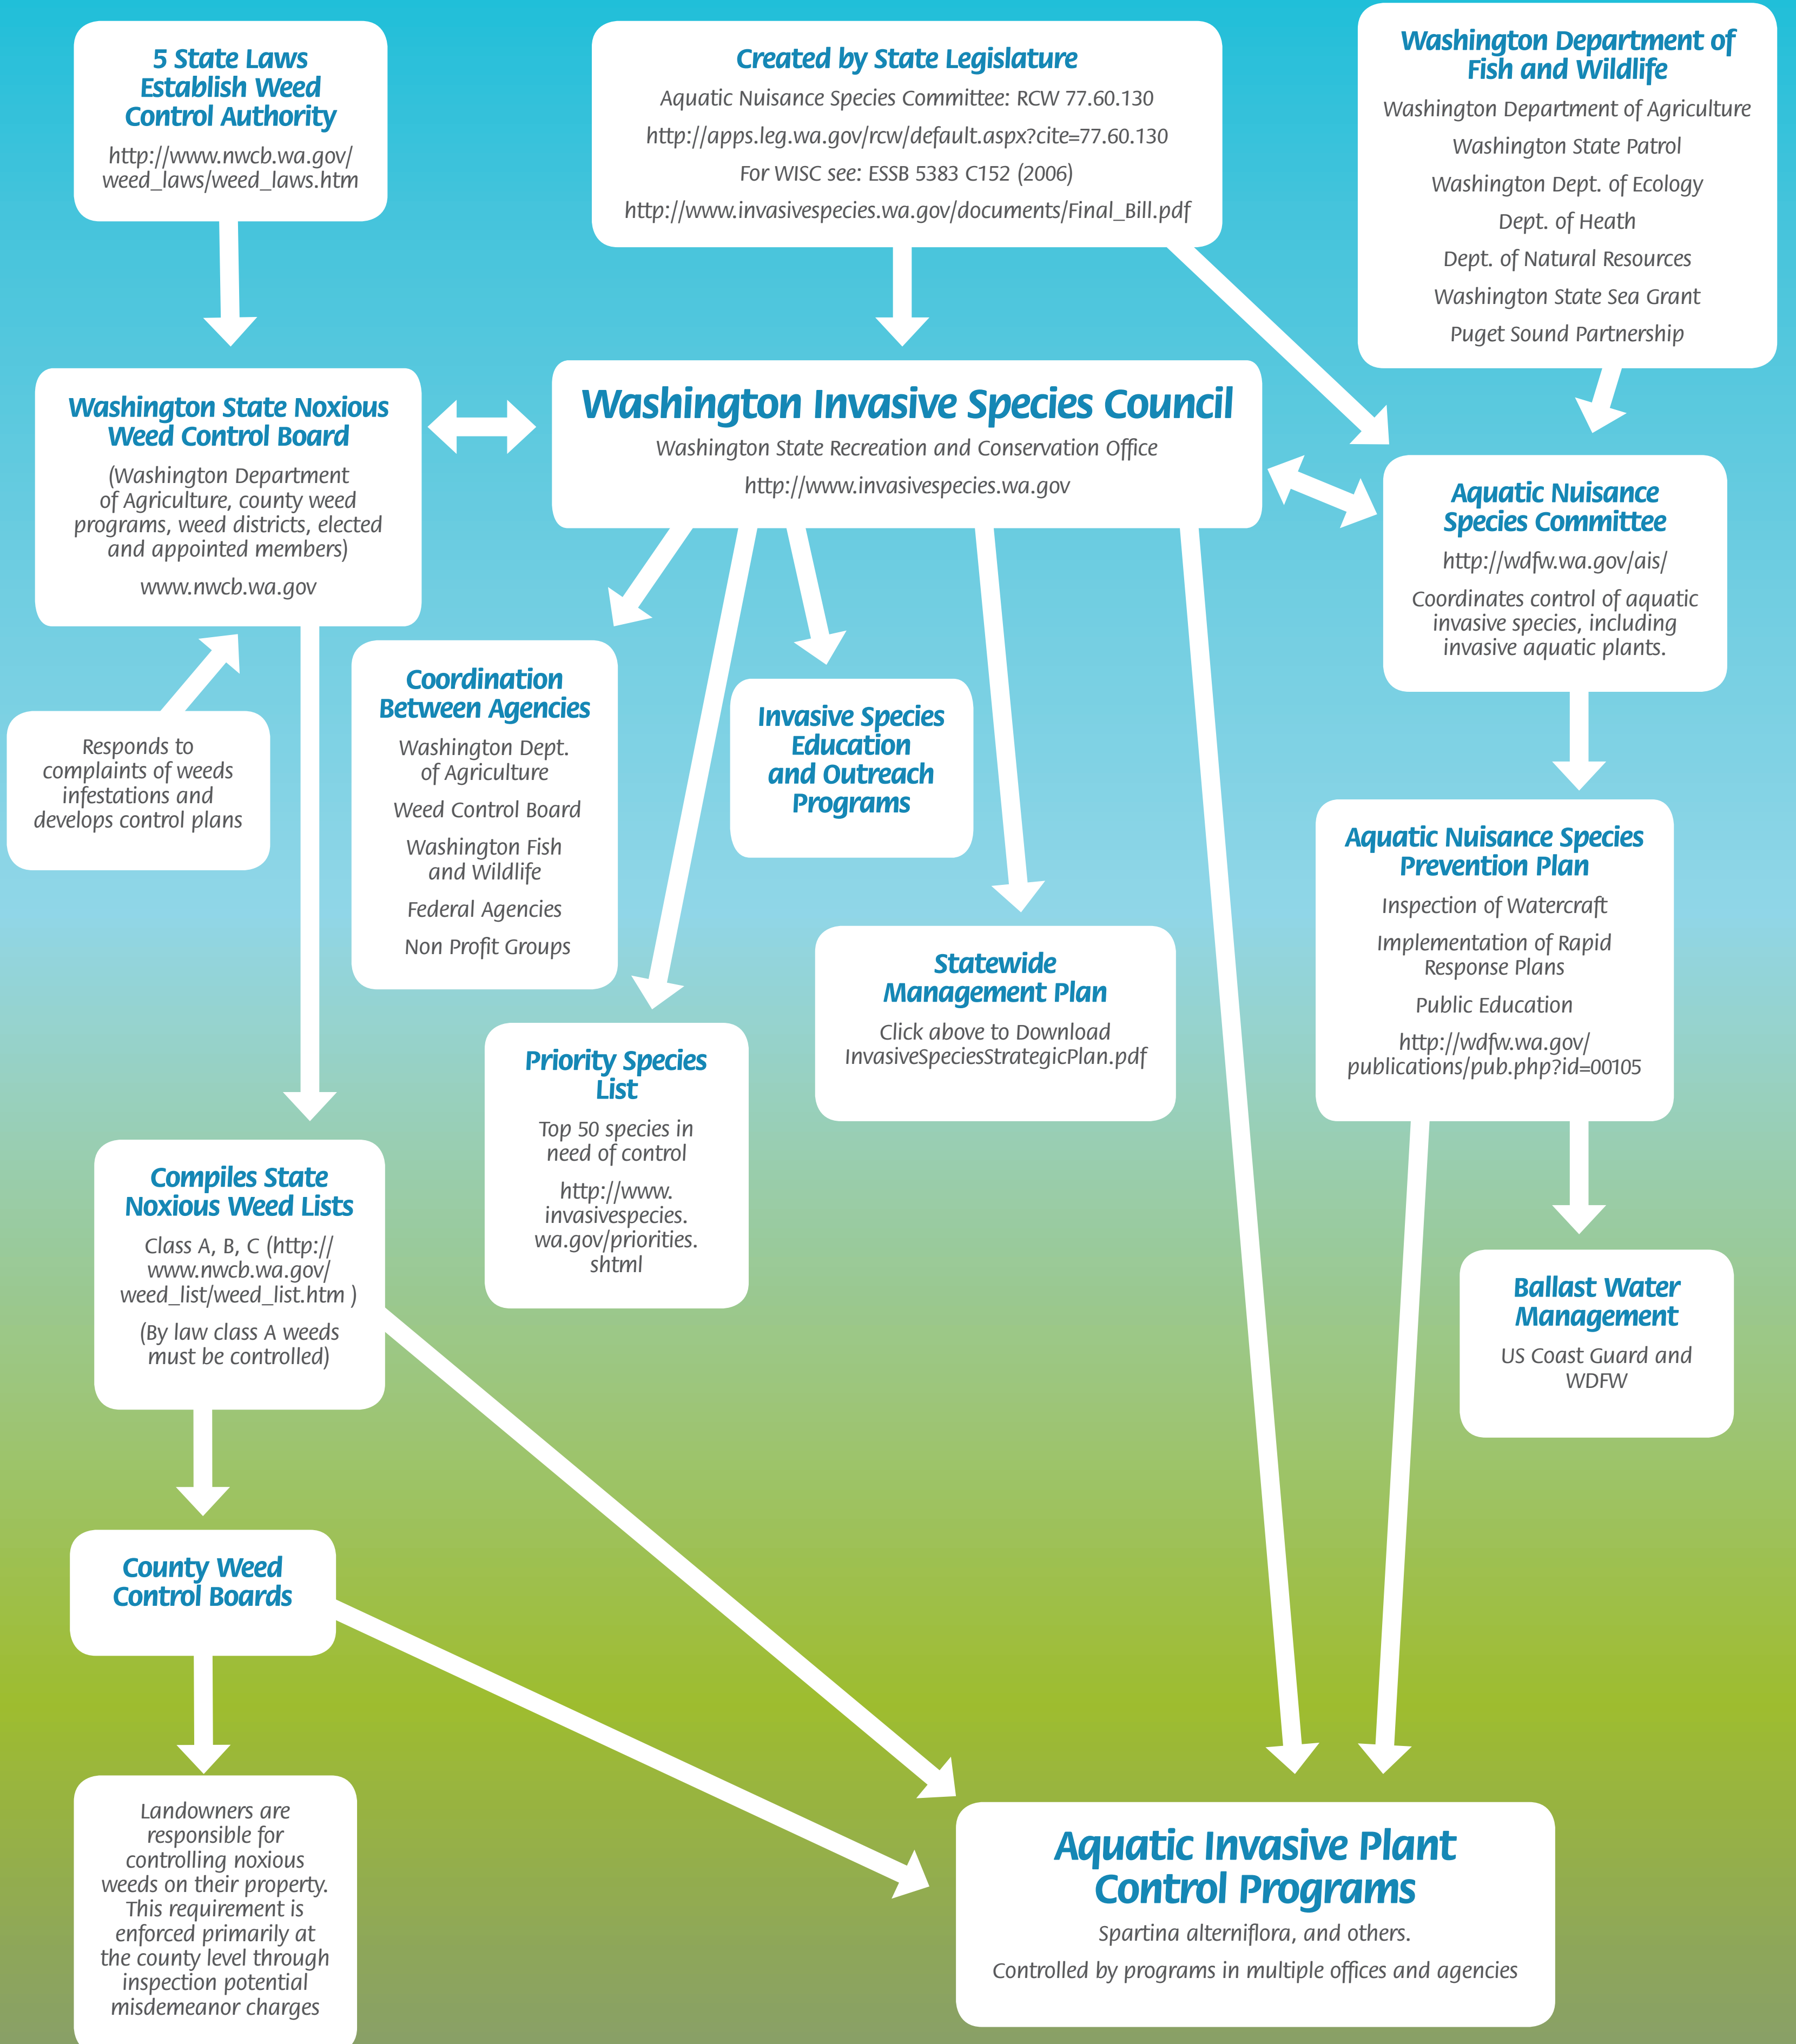 5 State Laws
Establish Weed
Control Authority
http://www.nwcb.wa.gov/
weed_laws/weed_laws.htm
Created by State Legislature
Aquatic Nuisance Species Committee: RCW 77.60.130
http://apps.leg.wa.gov/rcw/default.aspx?cite=77.60.130
For WISC see: ESSB 5383 C152 (2006)
http://www.invasivespecies.wa.gov/documents/Final_Bill.pdf
Washington Department of
Fish and Wildlife
Washington Department of Agriculture
Washington State Patrol
Washington Dept. of Ecology
Dept. of Heath
Dept. of Natural Resources
Washington State Sea Grant
Puget Sound Partnership
Washington State Noxious
Weed Control Board
(Washington Department
of Agriculture, county weed
programs, weed districts, elected
and appointed members)
www.nwcb.wa.gov
Washington Invasive Species Council
Washington State Recreation and Conservation Office
http://www.invasivespecies.wa.gov
Aquatic Nuisance
Species Committee
http://wdfw.wa.gov/ais/
Coordinates control of aquatic
invasive species, including
invasive aquatic plants.
Responds to
complaints of weeds
infestations and
develops control plans
Coordination
Between Agencies
Washington Dept.
of Agriculture
Weed Control Board
Washington Fish
and Wildlife
Federal Agencies
Non Profit Groups
Invasive Species
Education
and Outreach
Programs
Aquatic Nuisance Species
Prevention Plan
Inspection of Watercraft
Implementation of Rapid
Response Plans
Public Education
http://wdfw.wa.gov/
publications/pub.php?id=00105
Statewide
Management Plan
Click above to Download
InvasiveSpeciesStrategicPlan.pdf
Priority Species
List
Top 50 species in
need of control
http://www.
invasivespecies.
wa.gov/priorities.
shtml
Compiles State
Noxious Weed Lists
Class A, B, C (http://
www.nwcb.wa.gov/
weed_list/weed_list.htm )
(By law class A weeds
must be controlled)
Ballast Water
Management
US Coast Guard and
WDFW
County Weed
Control Boards
Landowners are
responsible for
controlling noxious
weeds on their property.
This requirement is
enforced primarily at
the county level through
inspection potential
misdemeanor charges
Aquatic Invasive Plant
Control Programs
Spartina alterniflora, and others.
Controlled by programs in multiple offices and agencies